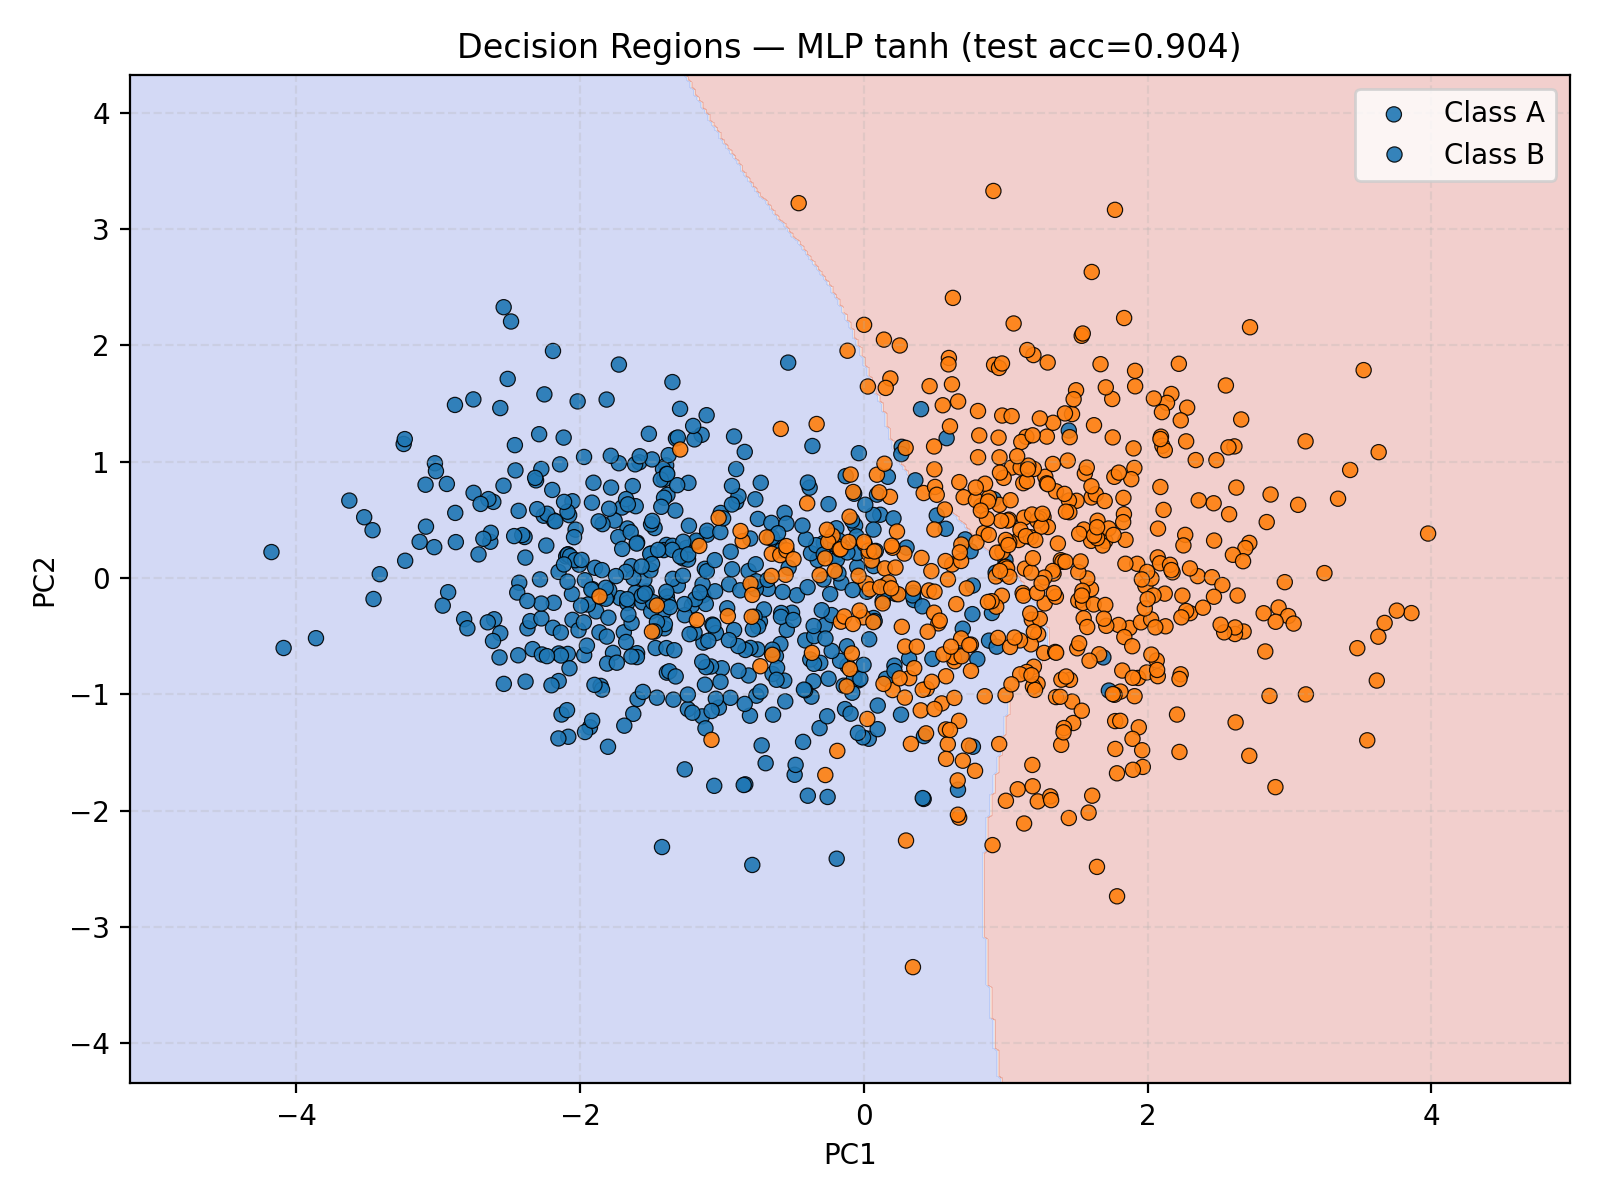 Decision Regions — MLP tanh (test acc=0.904)
Class A
Class B
4
3
2
1
0
−1
−2
−3
−4
PC2
−4
−2
0
2
4
PC1